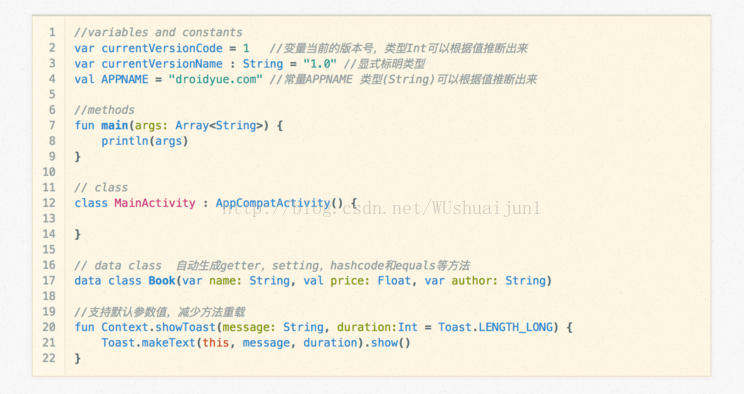 1 //variables and constants
2 var currentVersionCode = 1 //变量当前的版本号，类型Int可以根据值推断出来
3 var currentVersionName : String = "1.0" //显式标明类型
4 val APPNAME = "droidyue.com" //常量APPNAME 类型(String)可以根据值推断出来
5
6 //methods
7 fun main(args: Array<String>) {
8 println(args)
9 }
10
11 // class
12 class MainActivity : AppCompatActivity() {
http://blog.csdn.net/WUshuaijun1
13
14 }
15
16 // data class 自动生成getter，setting，hashcode和equals等方法
17 data class Book(var name: String, val price: Float, var author: String)
18
19 //支持默认参数值，减少方法重载
20 fun Context.showToast(message: String, duration:Int = Toast.LENGTH_LONG) {
21 Toast.makeText(this, message, duration).show()
22 }